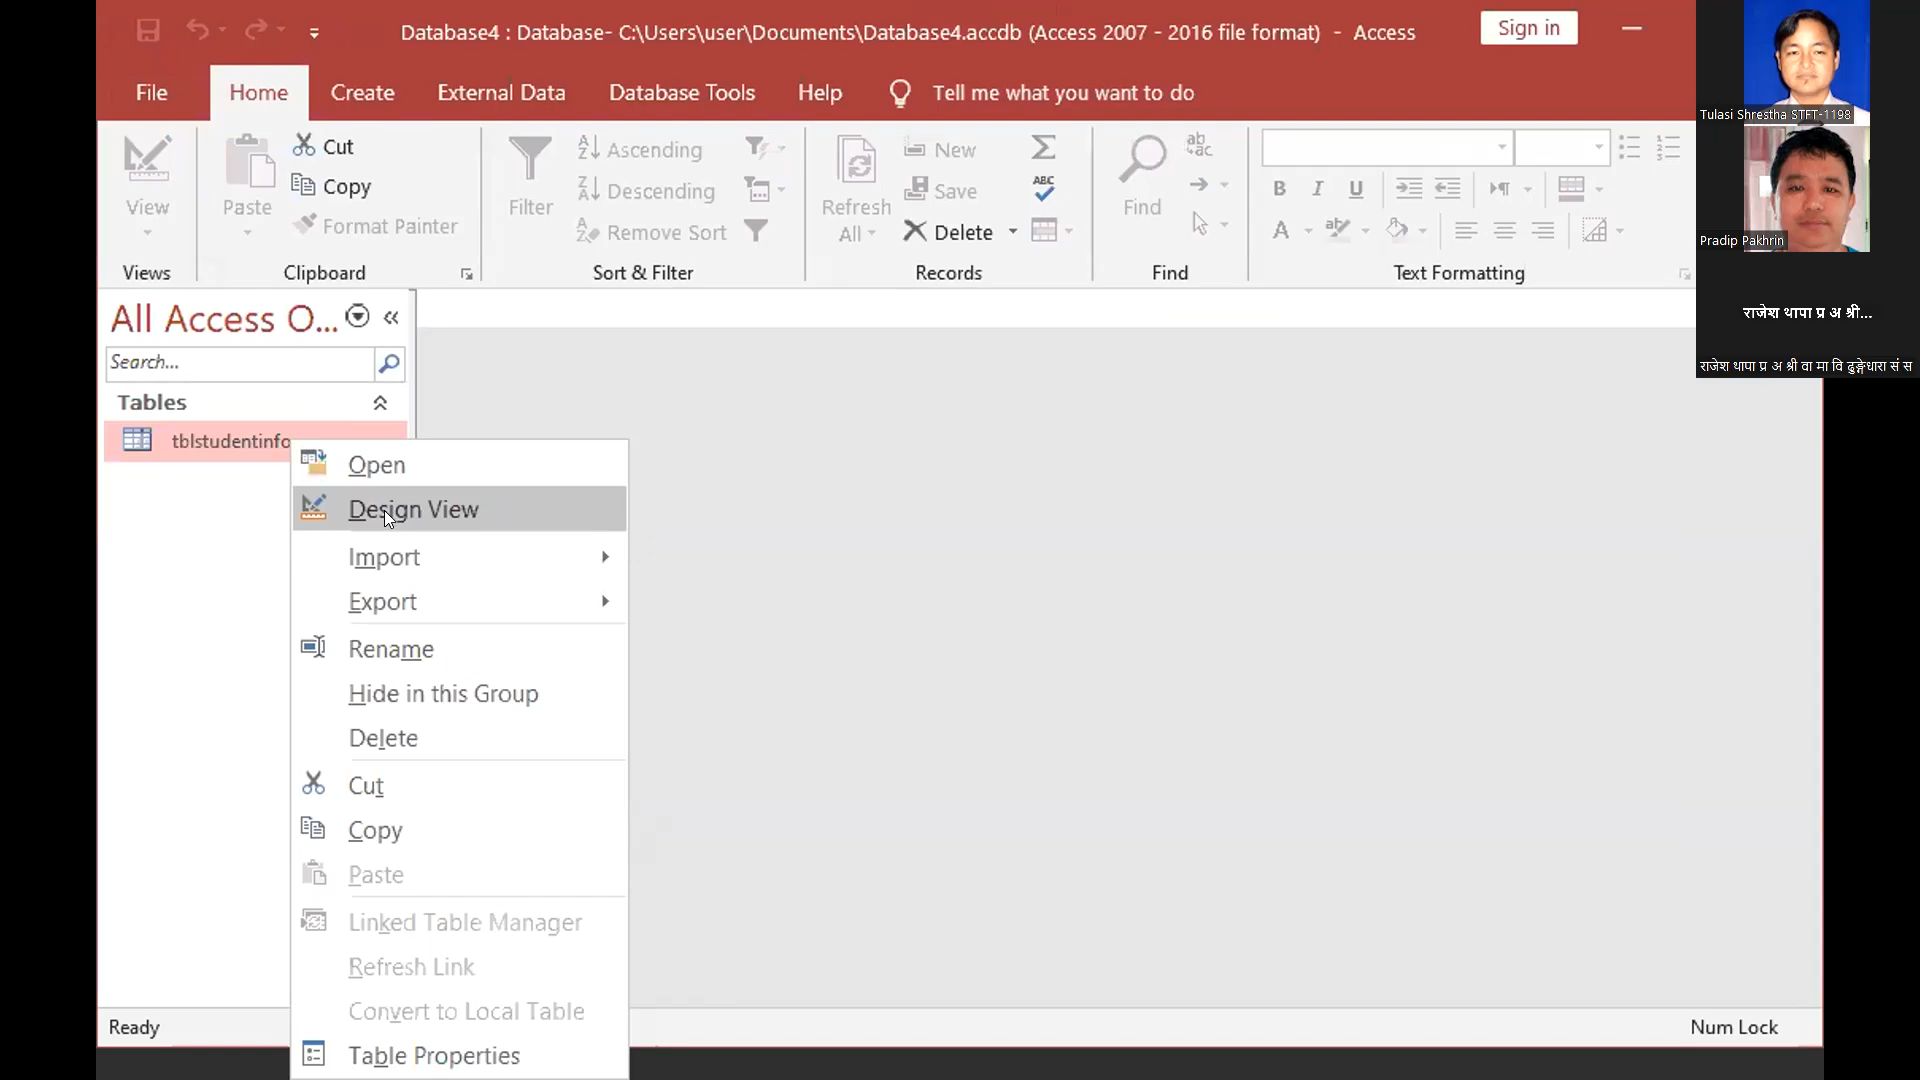 Database4 : Database- C:\Users\user\Documents\Database4.accdb (Access 2007 - 2016 file format) - Access
Sign in
File Home Create External Data Database Tools Help Tell me what you want to do
View
Views
Paste
Cut
Copy
Format Painter
Clipboard
Filter
Ascending
Descending
Remove Sort
Sort & Filter
Refresh All
New
Save
Delete
Records
Find
Find
B I U
Text Formatting
All Access O...
Search...
Tables
tblstudentinfo
Open
Design View
Import
Export
Rename
Hide in this Group
Delete
Cut
Copy
Paste
Linked Table Manager
Refresh Link
Convert to Local Table
Table Properties
Ready
Num Lock
Tulasi Shrestha STFT-1198
Pradip Pakhrin
राजेश थापा प्र अ श्री...
राजेश थापा प्र अ श्री वा मा वि ढुङ्गेधारा सं स